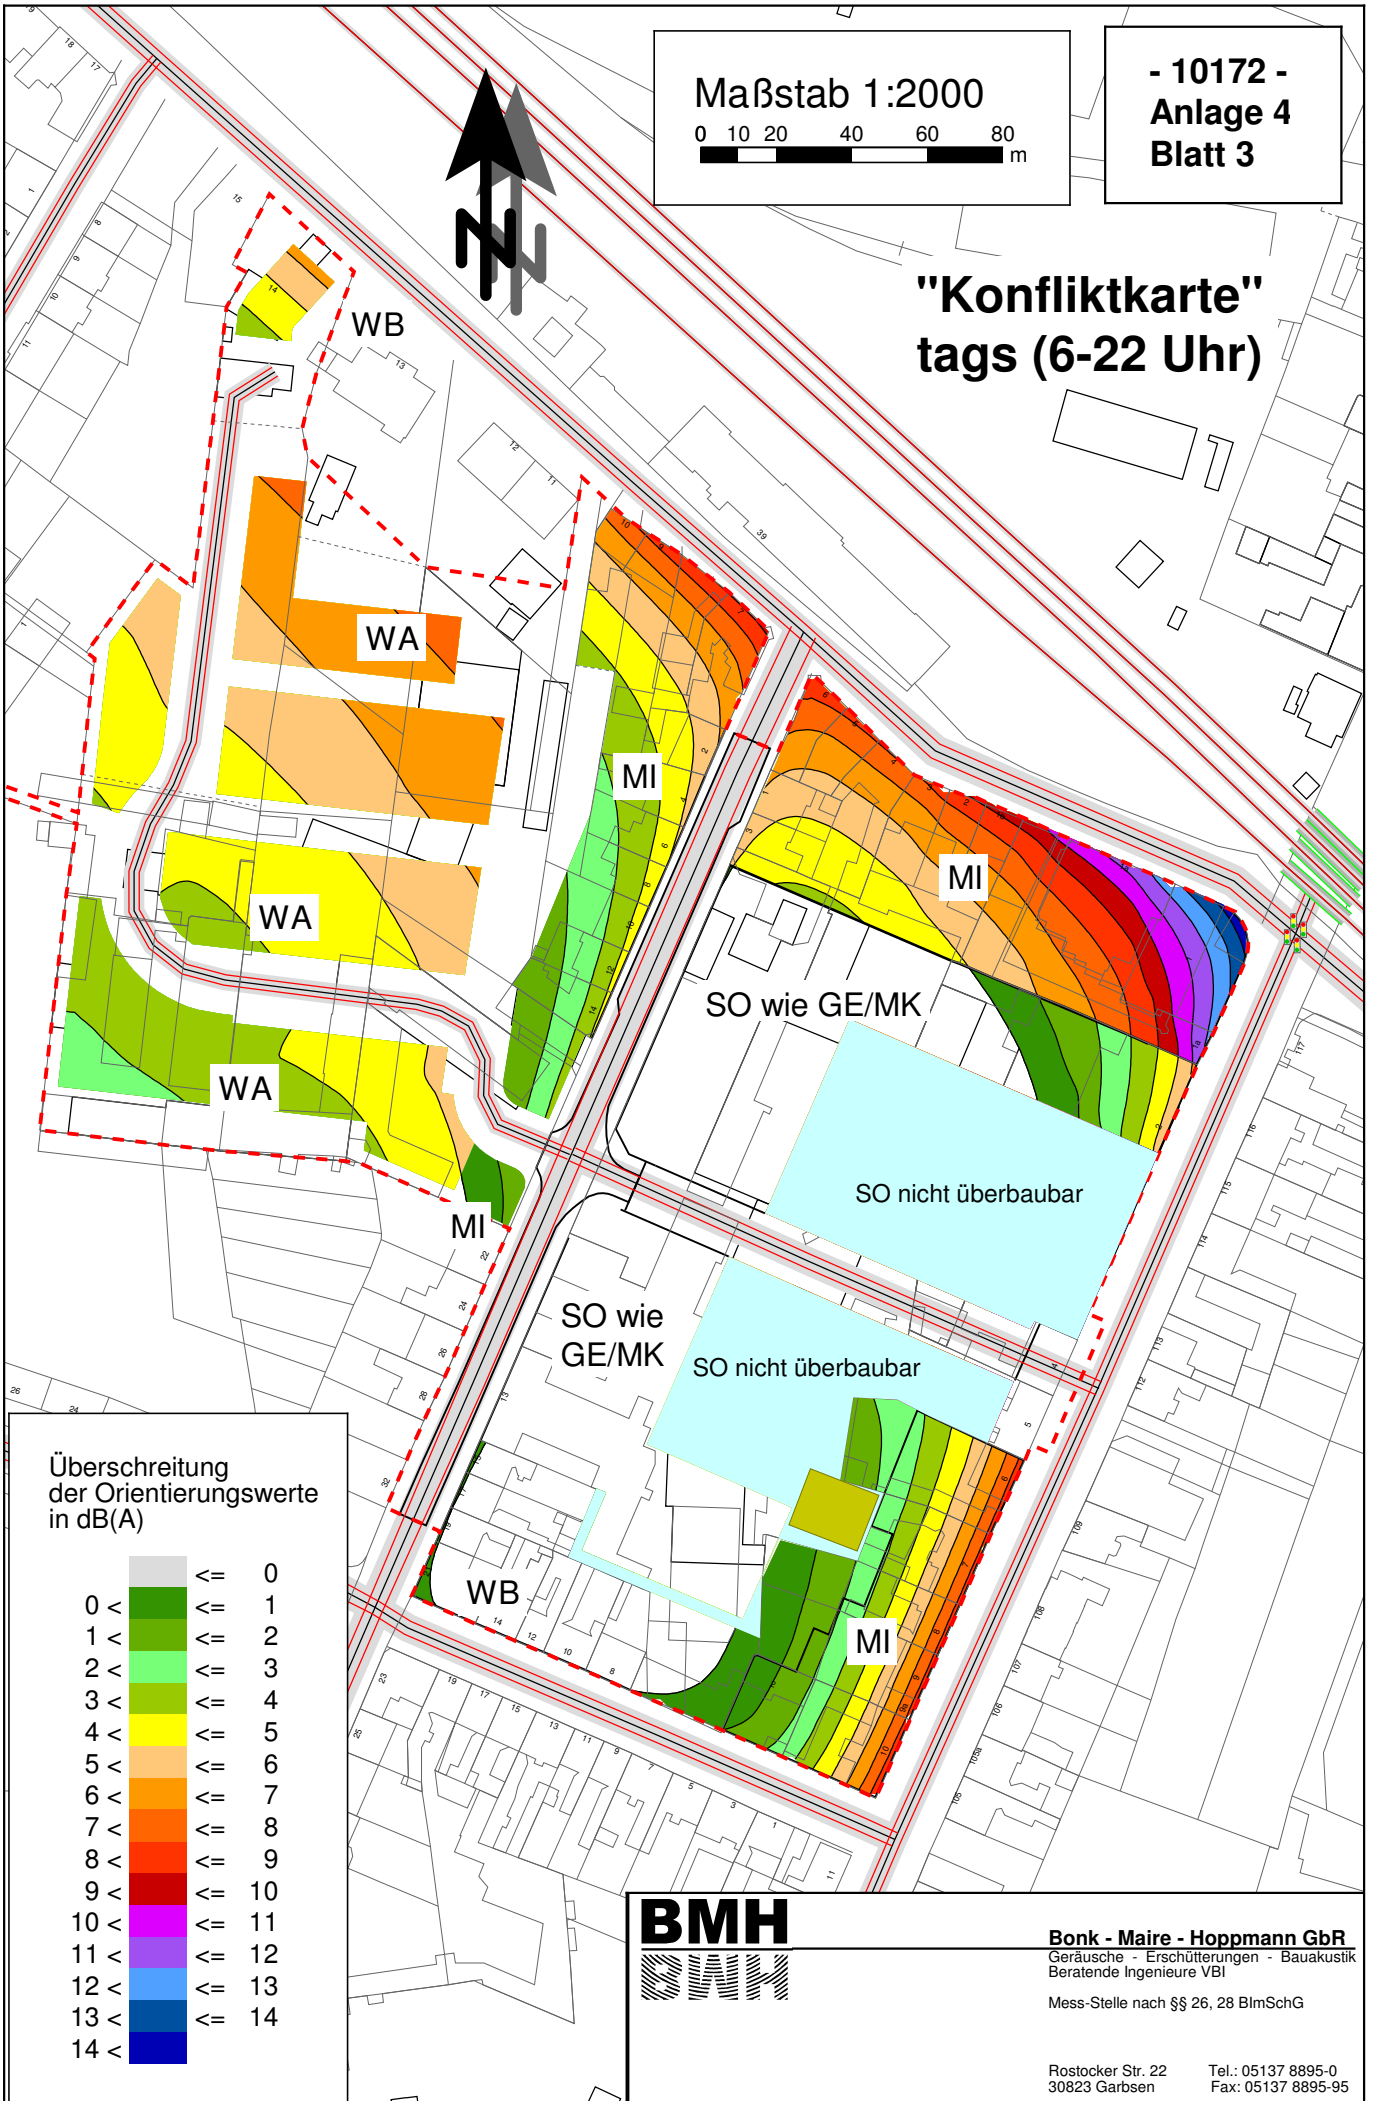 Maßstab 1:2000
0 10 20 40 60 80
m
- 10172 -
Anlage 4
Blatt 3
"Konfliktkarte"
tags (6-22 Uhr)
N
WB
WA
MI
MI
WA
SO wie GE/MK
WA
SO nicht überbaubar
MI
SO wie
GE/MK
SO nicht überbaubar
WB
MI
Überschreitung
der Orientierungswerte
in dB(A)
<= 0
0 < <= 1
1 < <= 2
2 < <= 3
3 < <= 4
4 < <= 5
5 < <= 6
6 < <= 7
7 < <= 8
8 < <= 9
9 < <= 10
10 < <= 11
11 < <= 12
12 < <= 13
13 < <= 14
14 <
BMH
BMH
Bonk - Maire - Hoppmann GbR
Geräusche - Erschütterungen - Bauakustik
Beratende Ingenieure VBI
Mess-Stelle nach §§ 26, 28 BImSchG
Rostocker Str. 22 Tel.: 05137 8895-0
30823 Garbsen Fax: 05137 8895-95